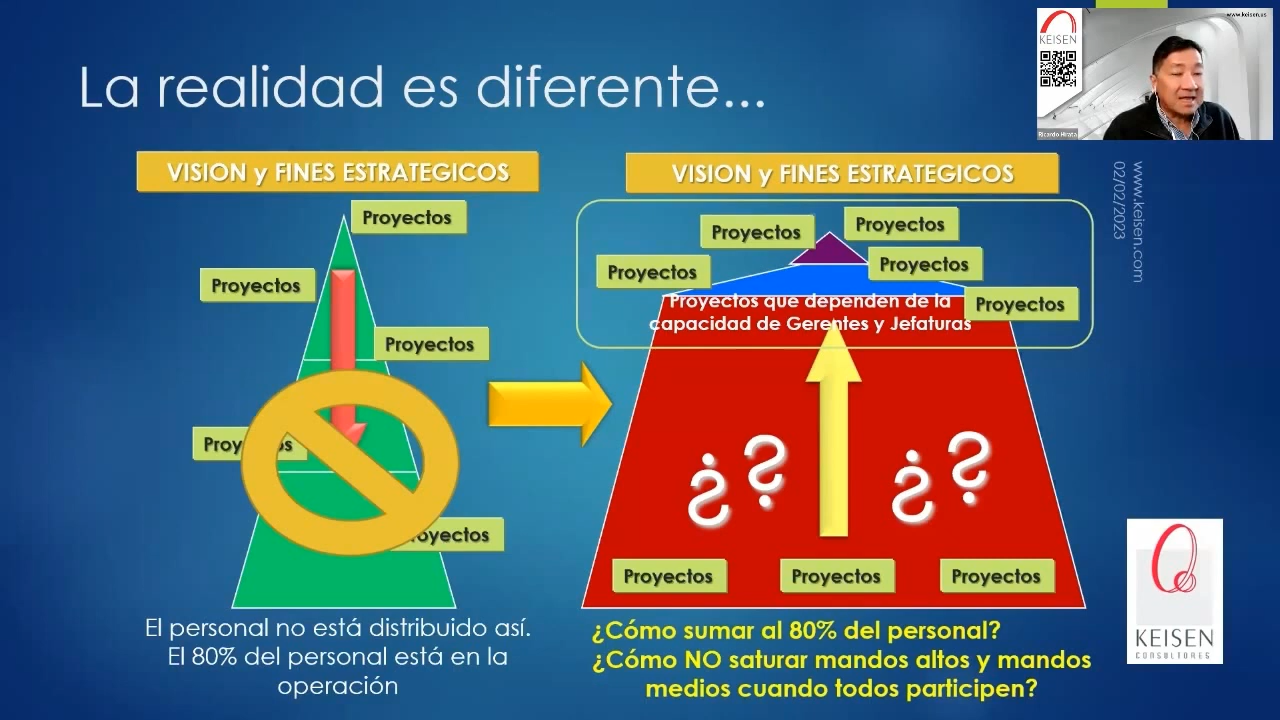 La realidad es diferente...
www.keisen.us
KEISEN
Ricardo Hirata
www.keisen.com
02/02/2023
VISION y FINES ESTRATEGICOS
Proyectos
Proyectos
Proyectos
Proyectos
Proyectos
El personal no está distribuido así.
El 80% del personal está en la
operación
VISION y FINES ESTRATEGICOS
Proyectos
Proyectos
Proyectos
Proyectos
Proyectos
Proyectos que dependen de la
capacidad de Gerentes y Jefaturas
¿? ¿?
Proyectos
Proyectos
Proyectos
¿Cómo sumar al 80% del personal?
¿Cómo NO saturar mandos altos y mandos
medios cuando todos participen?
KEISEN
CONSULTORES